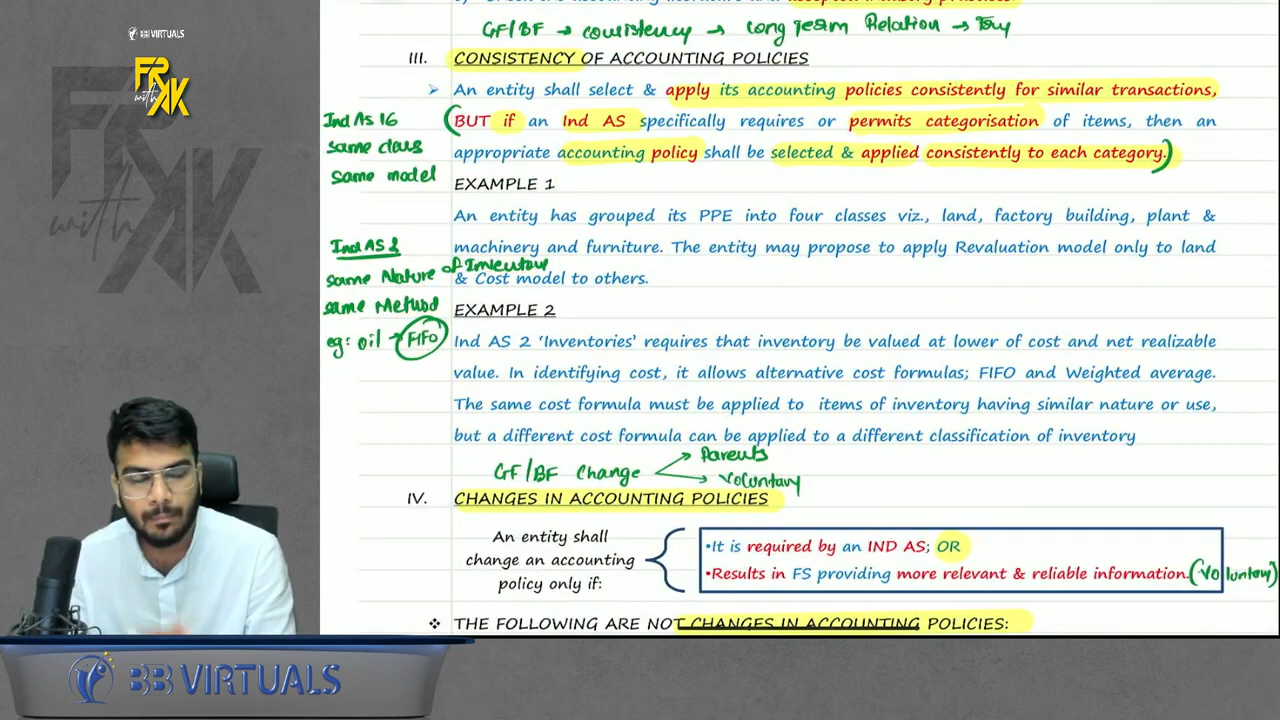 BB VIRTUALS
FR
with
AK
GF/BF → consistency → long Term Relation → Try
III. CONSISTENCY OF ACCOUNTING POLICIES
➢ An entity shall select & apply its accounting policies consistently for similar transactions,
(BUT if an Ind AS specifically requires or permits categorisation of items, then an
appropriate accounting policy shall be selected & applied consistently to each category.)
Ind AS 16
same class
same model
EXAMPLE 1
An entity has grouped its PPE into four classes viz., land, factory building, plant &
machinery and furniture. The entity may propose to apply Revaluation model only to land
& Cost model to others.
Ind AS 2
same Nature of Inventory
same Method
eg: oil → FIFO
EXAMPLE 2
Ind AS 2 ‘Inventories’ requires that inventory be valued at lower of cost and net realizable
value. In identifying cost, it allows alternative cost formulas; FIFO and Weighted average.
The same cost formula must be applied to items of inventory having similar nature or use,
but a different cost formula can be applied to a different classification of inventory
GF/BF change → Parents
→ Voluntary
IV. CHANGES IN ACCOUNTING POLICIES
An entity shall
change an accounting
policy only if:
•It is required by an IND AS; OR
•Results in FS providing more relevant & reliable information. (Voluntary)
❖ THE FOLLOWING ARE NOT CHANGES IN ACCOUNTING POLICIES:
BB VIRTUALS